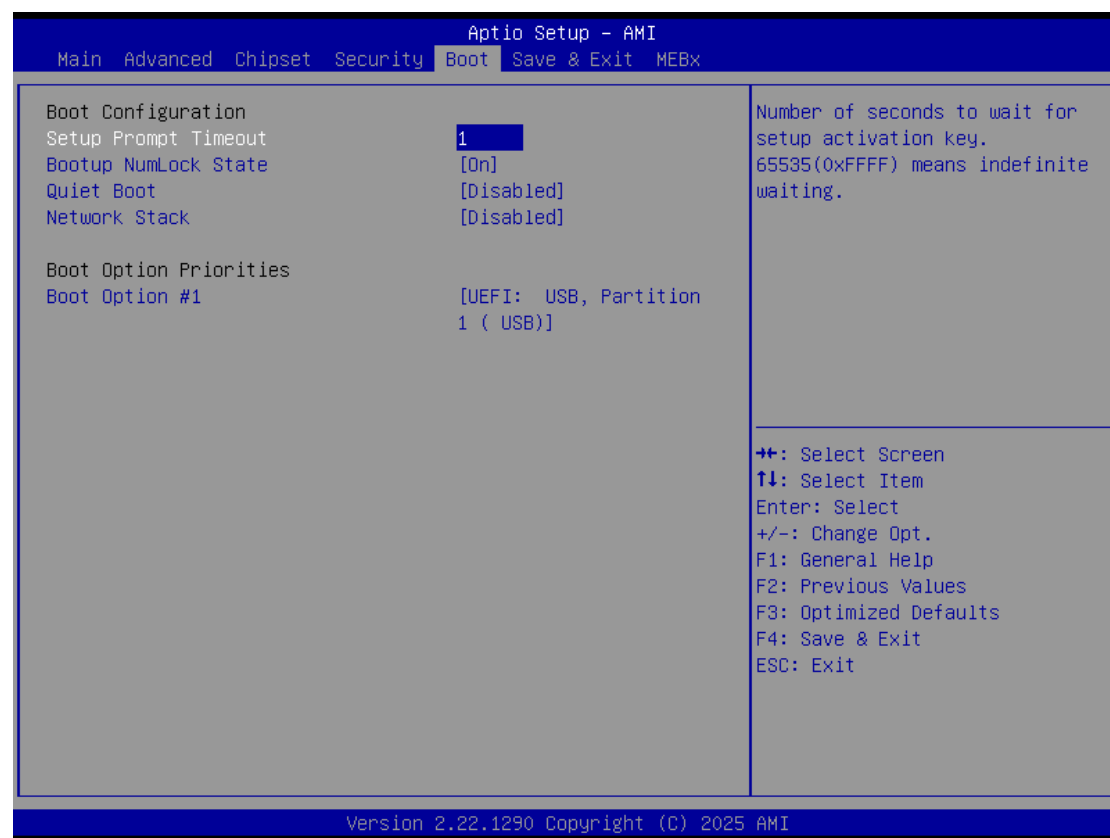 Aptio Setup – AMI
Main Advanced Chipset Security Boot Save & Exit MEBx
Boot Configuration
Setup Prompt Timeout 1
Bootup NumLock State [On]
Quiet Boot [Disabled]
Network Stack [Disabled]
Boot Option Priorities
Boot Option #1 [UEFI: USB, Partition
1 ( USB)]
Number of seconds to wait for
setup activation key.
65535(0xFFFF) means indefinite
waiting.
→←: Select Screen
↑↓: Select Item
Enter: Select
+/-: Change Opt.
F1: General Help
F2: Previous Values
F3: Optimized Defaults
F4: Save & Exit
ESC: Exit
Version 2.22.1290 Copyright (C) 2025 AMI